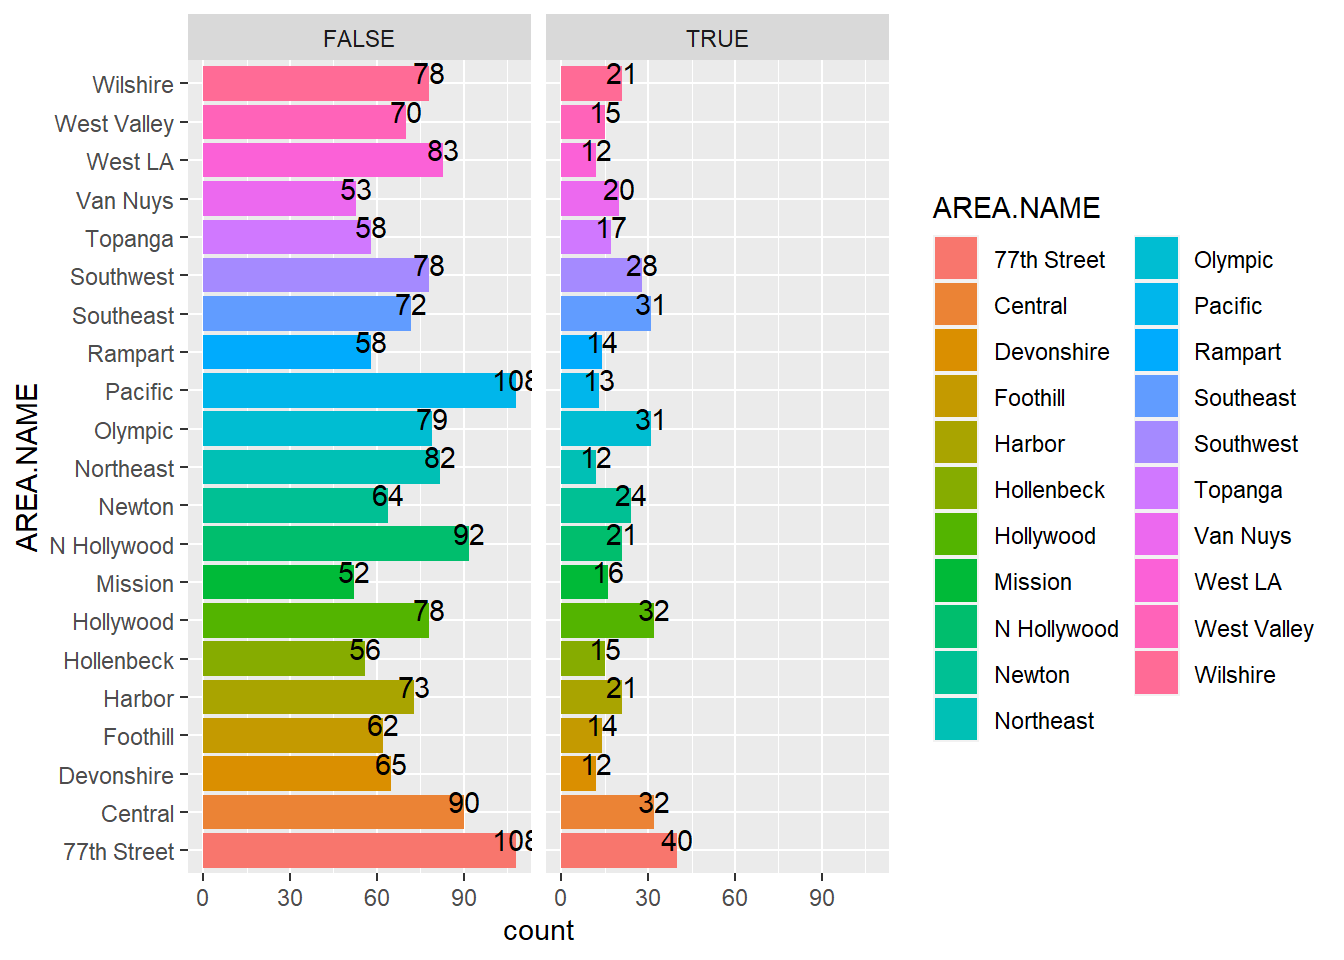 FALSE TRUE
Wilshire 78 21
West Valley 70 15
West LA 83 12
Van Nuys 53 20
Topanga 58 17
Southwest 78 28
Southeast 72 31
Rampart 58 14
Pacific 108 13
Olympic 79 31
Northeast 82 12
Newton 64 24
N Hollywood 92 21
Mission 52 16
Hollywood 78 32
Hollenbeck 56 15
Harbor 73 21
Foothill 62 14
Devonshire 65 12
Central 90 32
77th Street 108 40
0 30 60 90 0 30 60 90
count
AREA.NAME
AREA.NAME
77th Street
Central
Devonshire
Foothill
Harbor
Hollenbeck
Hollywood
Mission
N Hollywood
Newton
Northeast
Olympic
Pacific
Rampart
Southeast
Southwest
Topanga
Van Nuys
West LA
West Valley
Wilshire